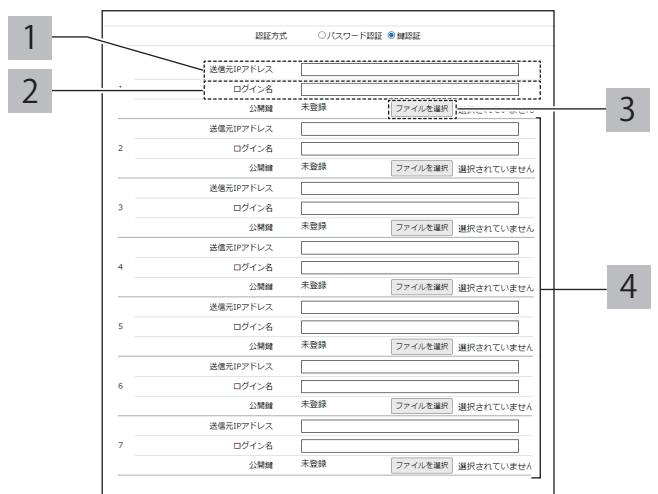 認証方式 ○パスワード認証 ◉鍵認証
1
送信元IPアドレス
2
ログイン名
公開鍵 未登録 ファイルを選択
3
送信元IPアドレス
2 ログイン名
公開鍵 未登録 ファイルを選択 選択されていません
送信元IPアドレス
3 ログイン名
公開鍵 未登録 ファイルを選択 選択されていません
送信元IPアドレス
4 ログイン名
4
公開鍵 未登録 ファイルを選択 選択されていません
送信元IPアドレス
5 ログイン名
公開鍵 未登録 ファイルを選択 選択されていません
送信元IPアドレス
6 ログイン名
公開鍵 未登録 ファイルを選択 選択されていません
送信元IPアドレス
7 ログイン名
公開鍵 未登録 ファイルを選択 選択されていません